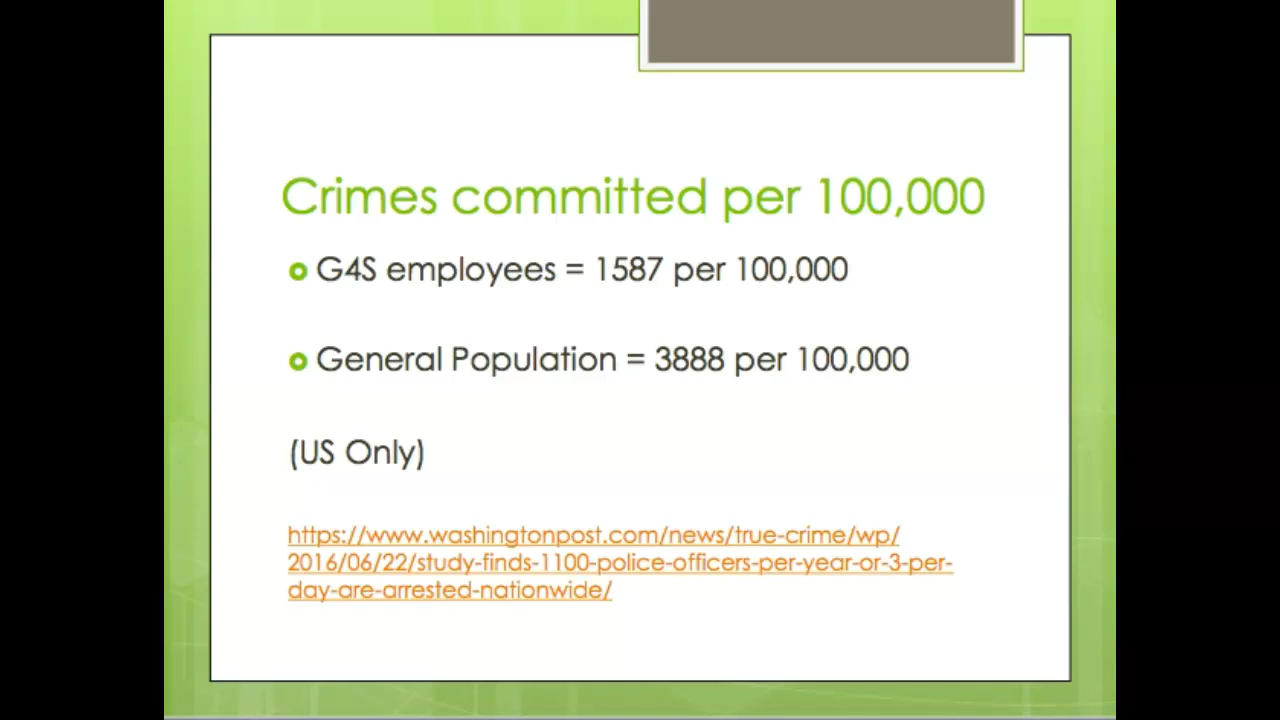 Crimes committed per 100,000
G4S employees = 1587 per 100,000
General Population = 3888 per 100,000
(US Only)
https://www.washingtonpost.com/news/true-crime/wp/
2016/06/22/study-finds-1100-police-officers-per-year-or-3-per-
day-are-arrested-nationwide/